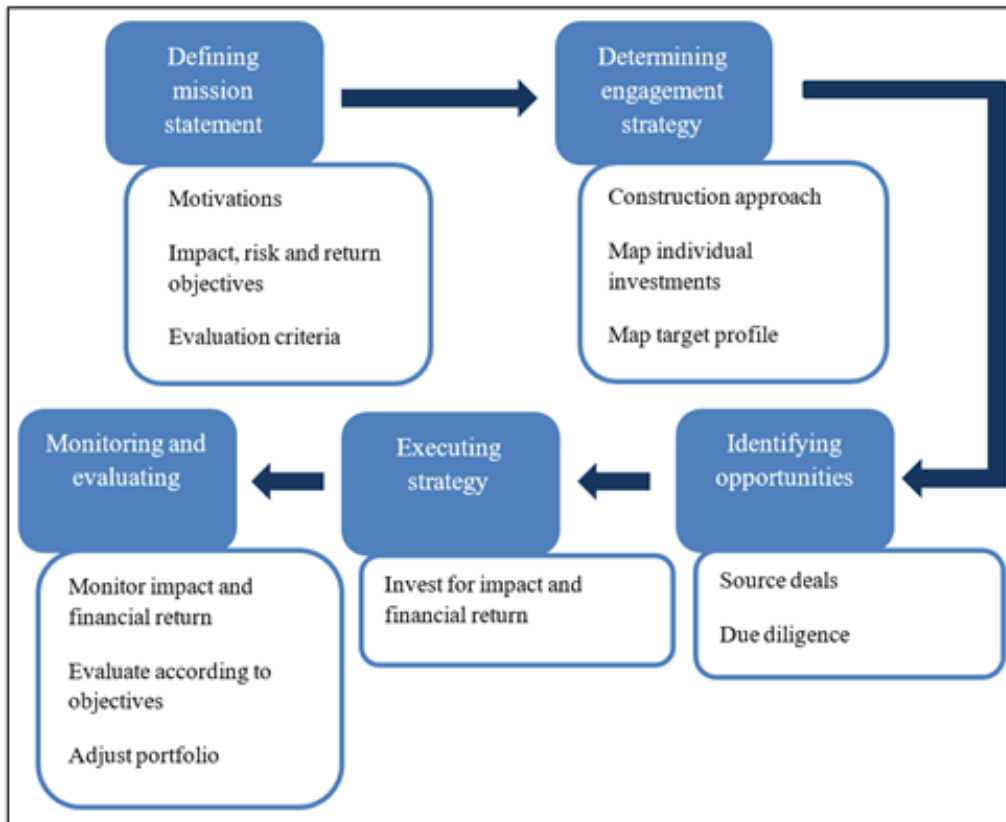 Defining
mission
statement
Motivations
Impact, risk and return
objectives
Evaluation criteria
Determining
engagement
strategy
Construction approach
Map individual
investments
Map target profile
Identifying
opportunities
Source deals
Due diligence
Executing
strategy
Invest for impact and
financial return
Monitoring and
evaluating
Monitor impact and
financial return
Evaluate according to
objectives
Adjust portfolio